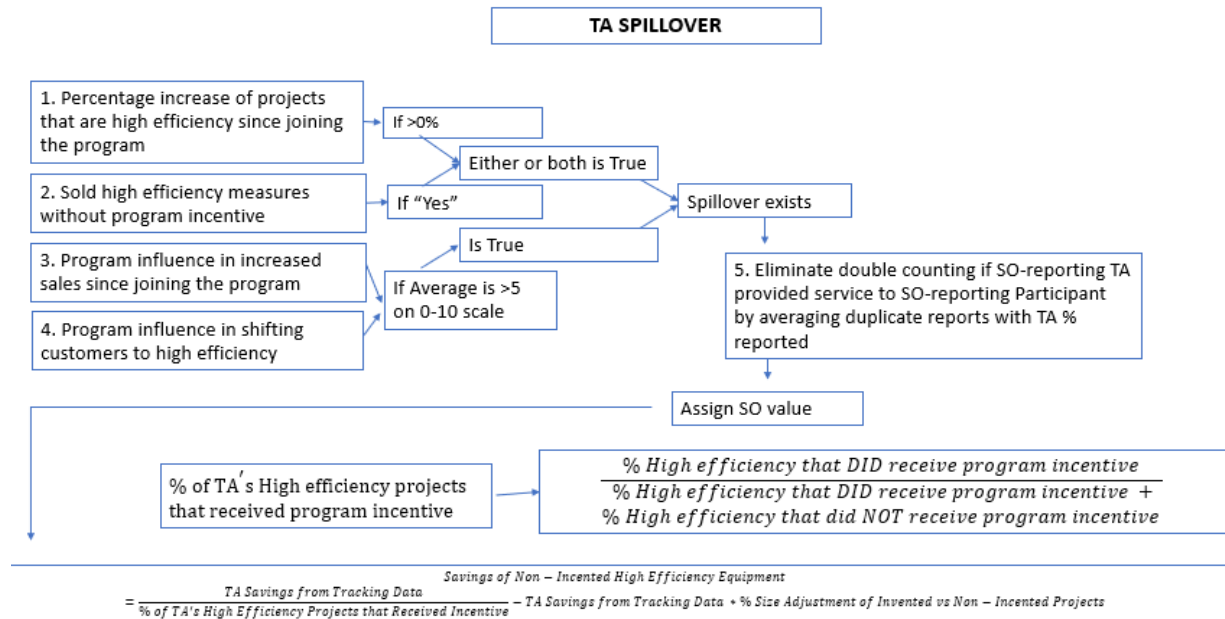 TA SPILLOVER
1. Percentage increase of projects
that are high efficiency since joining
the program
If >0%
Either or both is True
2. Sold high efficiency measures
without program incentive
If “Yes”
Spillover exists
Is True
3. Program influence in increased
sales since joining the program
If Average is >5
on 0-10 scale
4. Program influence in shifting
customers to high efficiency
5. Eliminate double counting if SO-reporting TA
provided service to SO-reporting Participant
by averaging duplicate reports with TA %
reported
Assign SO value
% of TA's High efficiency projects
that received program incentive
% High efficiency that DID receive program incentive
% High efficiency that DID receive program incentive +
% High efficiency that did NOT receive program incentive
Savings of Non − Incented High Efficiency Equipment
TA Savings from Tracking Data
= % of TA's High Efficiency Projects that Received Incentive − TA Savings from Tracking Data * % Size Adjustment of Invented vs Non − Incented Projects